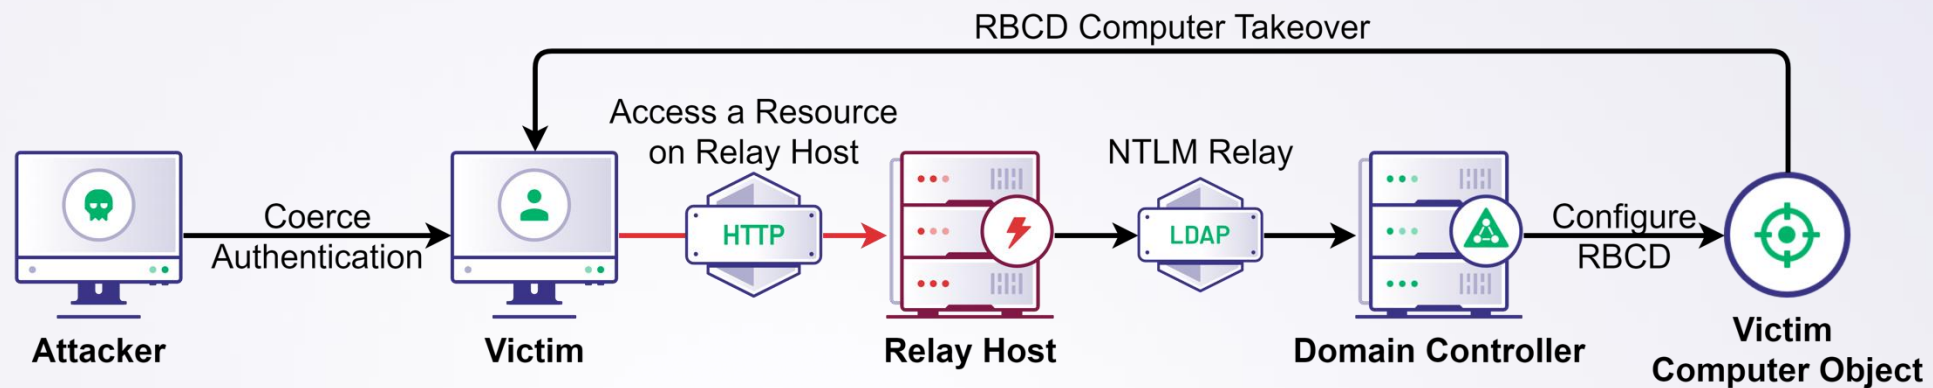 RBCD Computer Takeover
Access a Resource
on Relay Host
NTLM Relay
Coerce
Authentication
HTTP
LDAP
Configure
RBCD
Attacker
Victim
Relay Host
Domain Controller
Victim
Computer Object